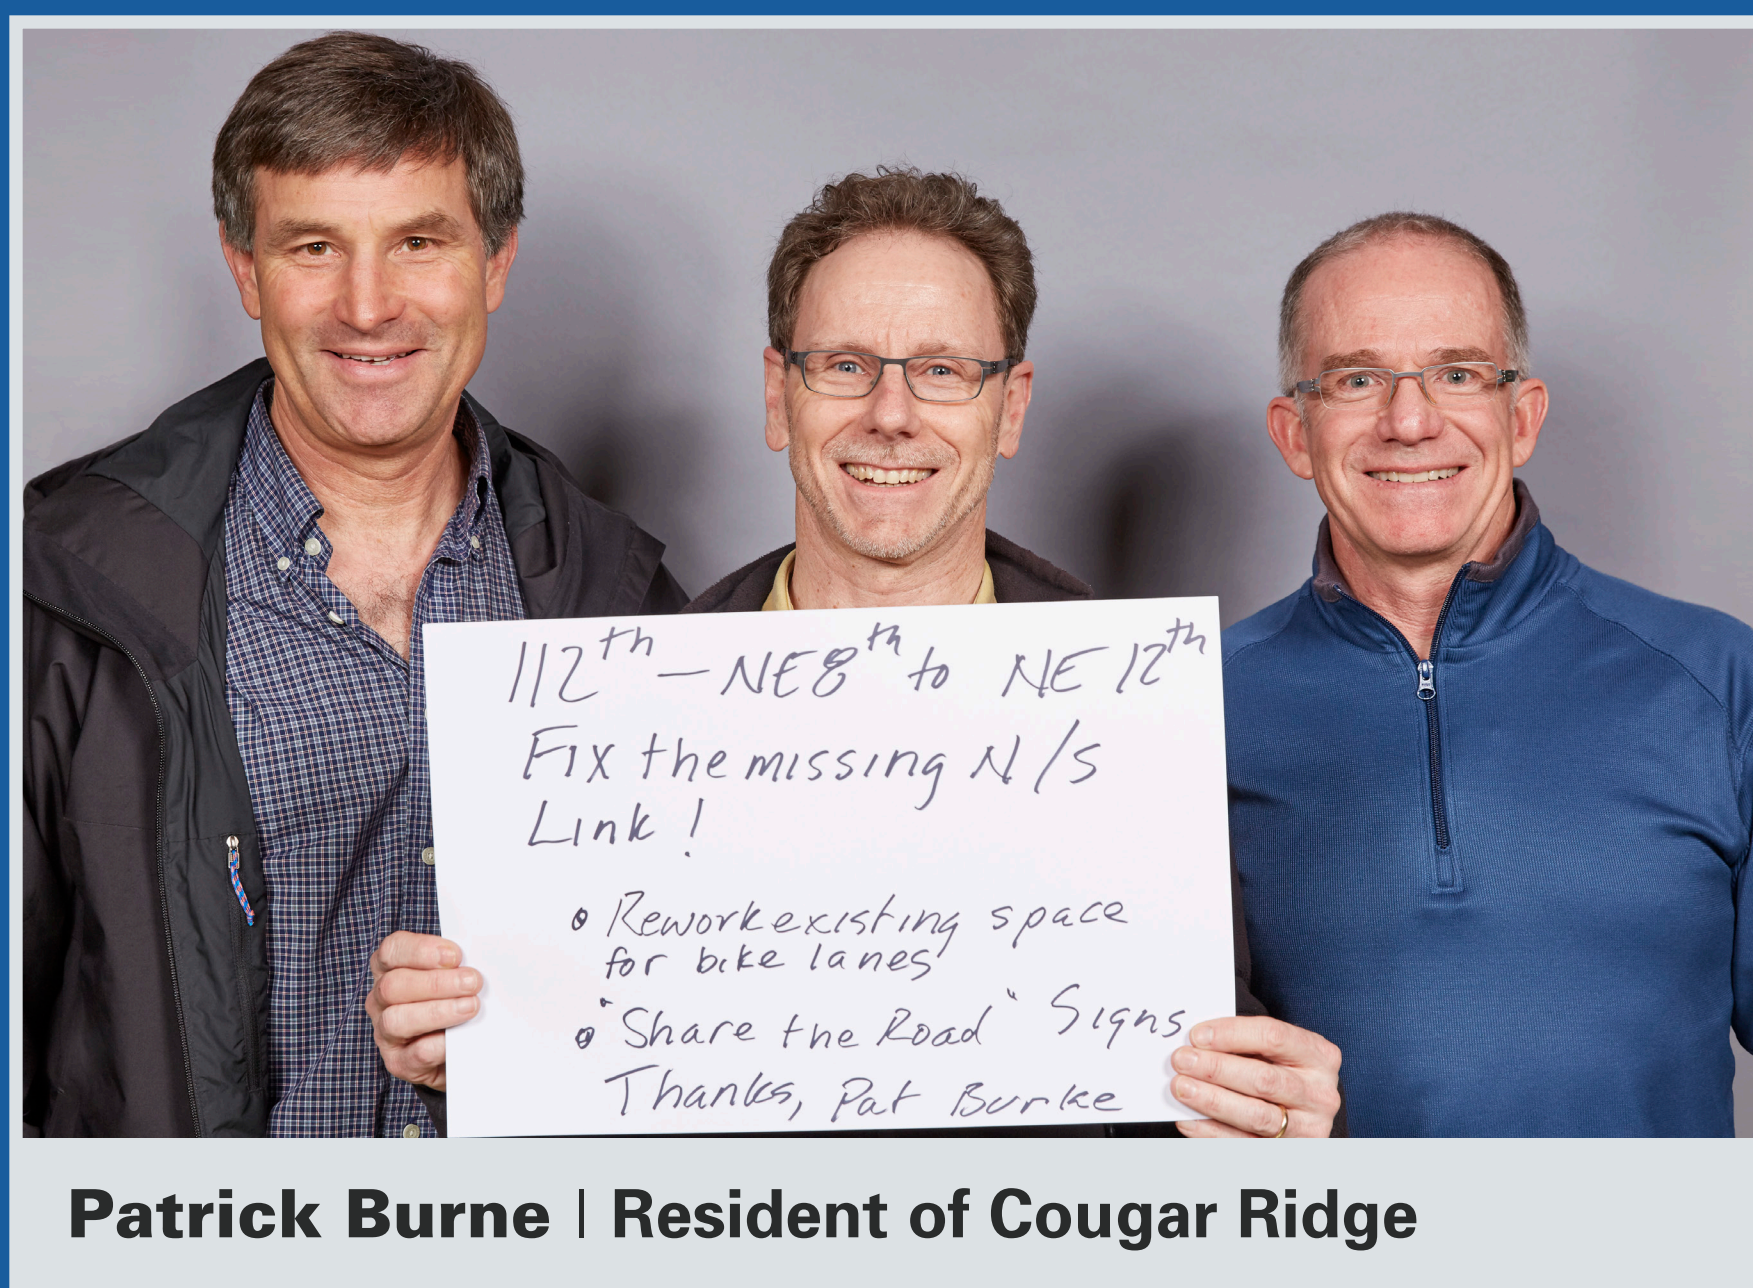 112th - NE 8th to NE 12th
Fix the missing N/S
Link!
• Rework existing space
for bike lanes
• "Share the Road" Signs
Thanks, Pat Burke
Patrick Burne | Resident of Cougar Ridge